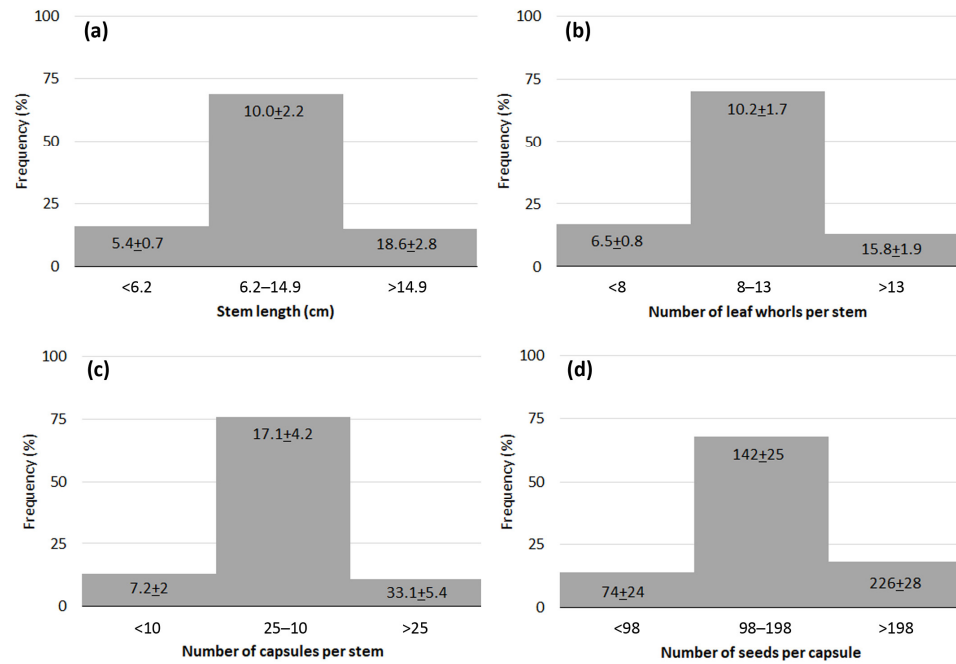 (a)
100
75
50
25
0
Frequency (%)
10.0±2.2
5.4±0.7
18.6±2.8
<6.2 6.2–14.9 >14.9
Stem length (cm)
(b)
100
75
50
25
0
Frequency (%)
10.2±1.7
6.5±0.8
15.8±1.9
<8 8–13 >13
Number of leaf whorls per stem
(c)
100
75
50
25
0
Frequency (%)
17.1±4.2
7.2±2
33.1±5.4
<10 25–10 >25
Number of capsules per stem
(d)
100
75
50
25
0
Frequency (%)
142±25
74±24
226±28
<98 98–198 >198
Number of seeds per capsule